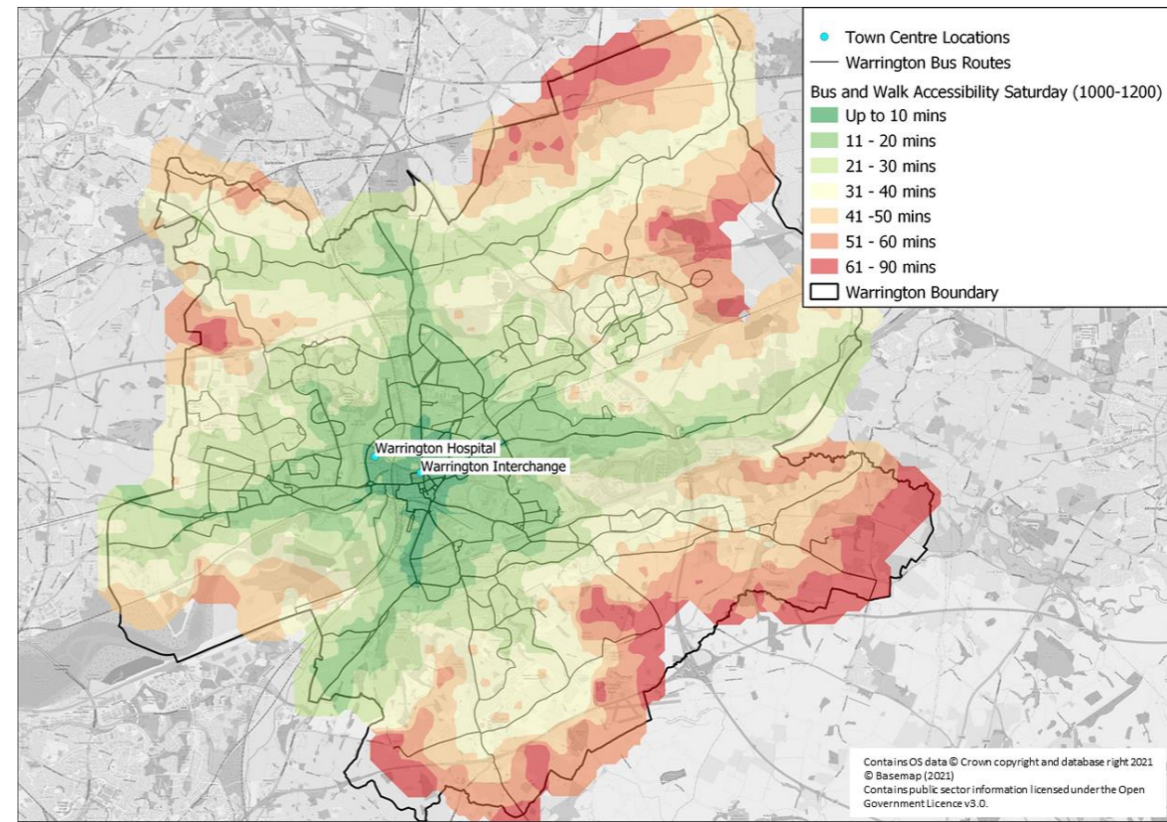 Town Centre Locations
Warrington Bus Routes
Bus and Walk Accessibility Saturday (1000-1200)
Up to 10 mins
11 - 20 mins
21 - 30 mins
31 - 40 mins
41 -50 mins
51 - 60 mins
61 - 90 mins
Warrington Boundary
Warrington Hospital
Warrington Interchange
Contains OS data © Crown copyright and database right 2021
© Basemap (2021)
Contains public sector information licensed under the Open
Government Licence v3.0.